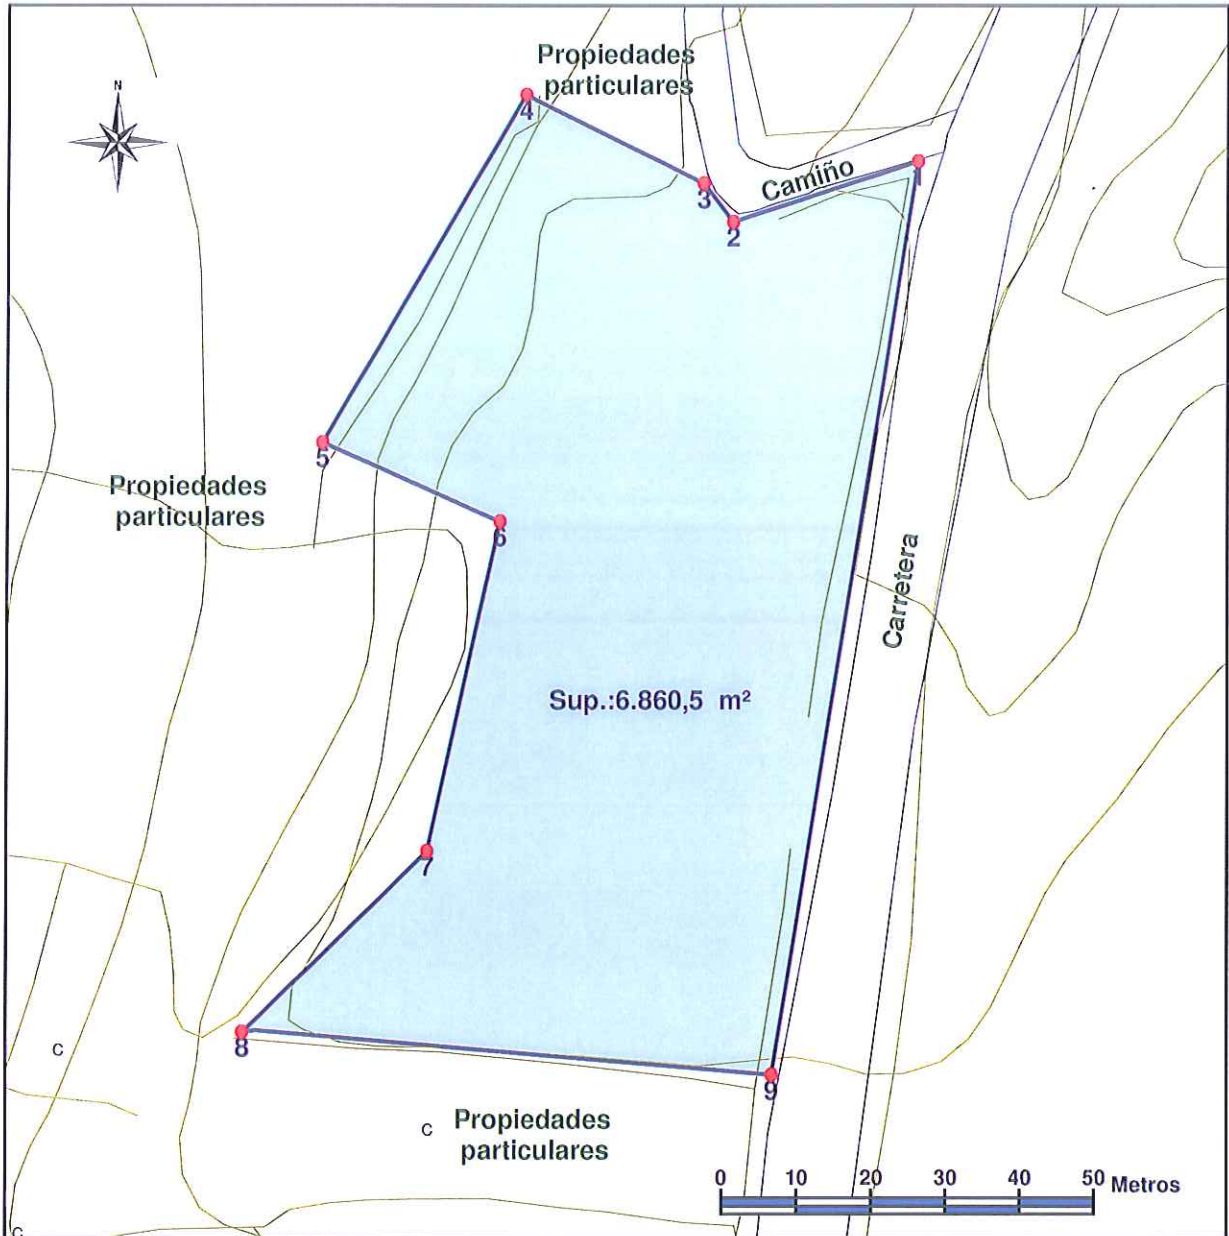 Propiedades
particulares
N
4
Camiño
1
3
2
5
Propiedades
particulares
6
Carretera
Sup.:6.860,5 m²
7
8
C
9
C
Propiedades
particulares
0 10 20 30 40 50 Metros
C